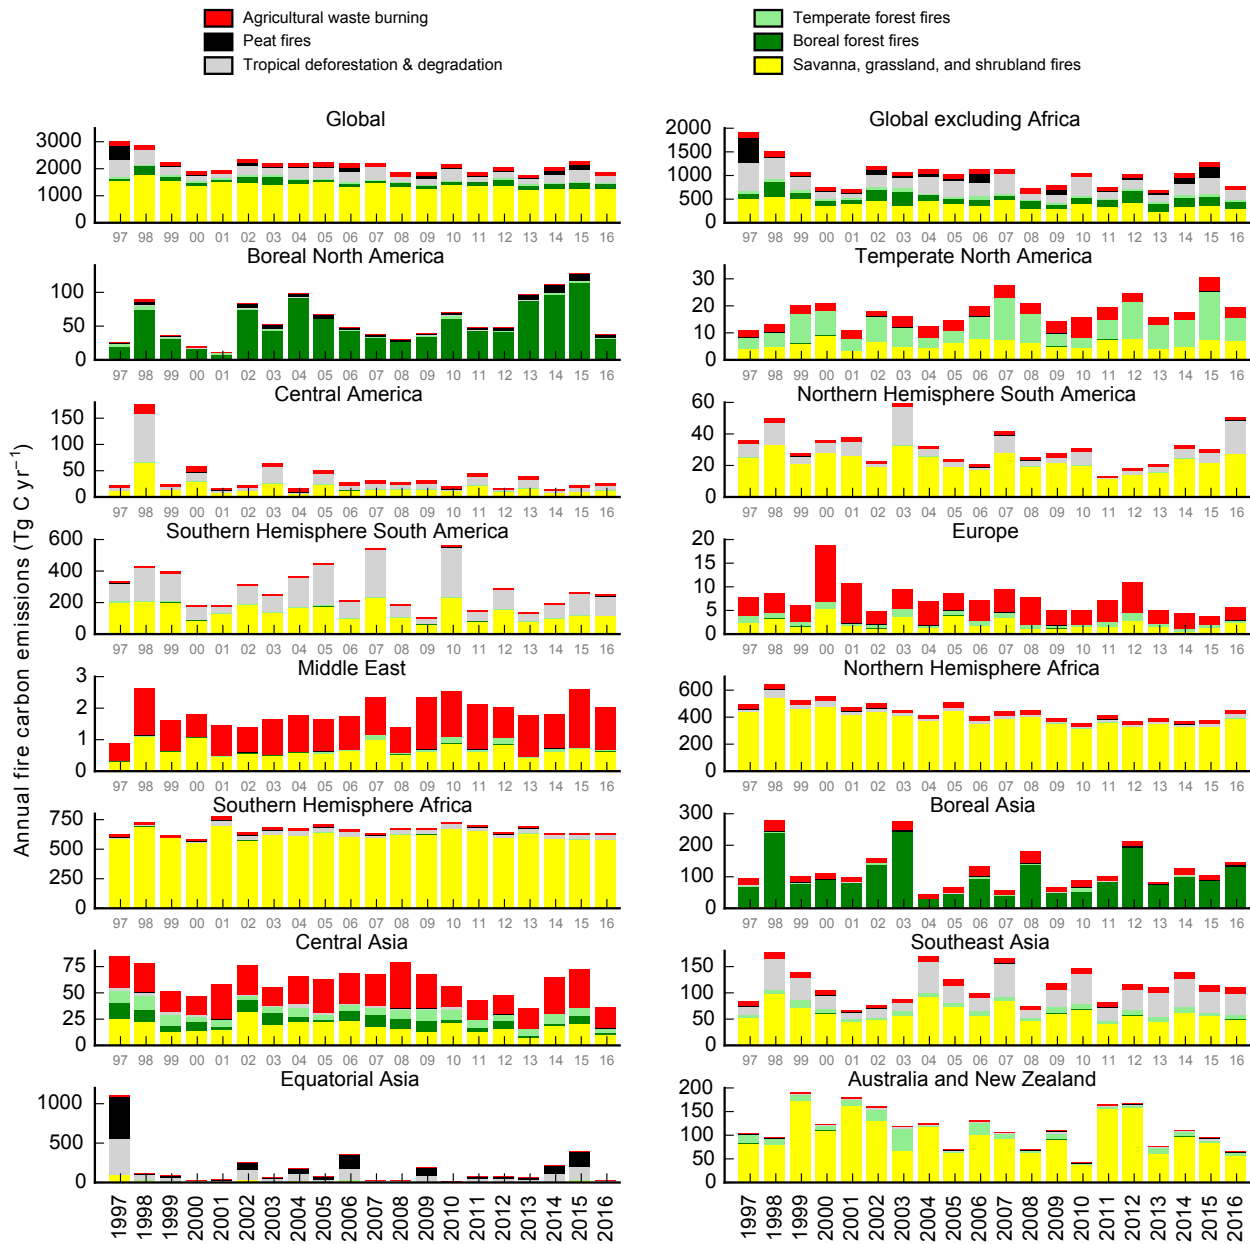 Agricultural waste burning
Peat fires
Tropical deforestation & degradation
Temperate forest fires
Boreal forest fires
Savanna, grassland, and shrubland fires
Annual fire carbon emissions (Tg C yr⁻¹)
Global
3000
2000
1000
0
97 98 99 00 01 02 03 04 05 06 07 08 09 10 11 12 13 14 15 16
Global excluding Africa
2000
1500
1000
500
0
97 98 99 00 01 02 03 04 05 06 07 08 09 10 11 12 13 14 15 16
Boreal North America
100
50
0
97 98 99 00 01 02 03 04 05 06 07 08 09 10 11 12 13 14 15 16
Temperate North America
30
20
10
0
97 98 99 00 01 02 03 04 05 06 07 08 09 10 11 12 13 14 15 16
Central America
150
100
50
0
97 98 99 00 01 02 03 04 05 06 07 08 09 10 11 12 13 14 15 16
Northern Hemisphere South America
60
40
20
0
97 98 99 00 01 02 03 04 05 06 07 08 09 10 11 12 13 14 15 16
Southern Hemisphere South America
600
400
200
0
97 98 99 00 01 02 03 04 05 06 07 08 09 10 11 12 13 14 15 16
Europe
20
15
10
5
0
97 98 99 00 01 02 03 04 05 06 07 08 09 10 11 12 13 14 15 16
Middle East
3
2
1
0
97 98 99 00 01 02 03 04 05 06 07 08 09 10 11 12 13 14 15 16
Northern Hemisphere Africa
600
400
200
0
97 98 99 00 01 02 03 04 05 06 07 08 09 10 11 12 13 14 15 16
Southern Hemisphere Africa
750
500
250
0
97 98 99 00 01 02 03 04 05 06 07 08 09 10 11 12 13 14 15 16
Boreal Asia
300
200
100
0
97 98 99 00 01 02 03 04 05 06 07 08 09 10 11 12 13 14 15 16
Central Asia
75
50
25
0
97 98 99 00 01 02 03 04 05 06 07 08 09 10 11 12 13 14 15 16
Southeast Asia
150
100
50
0
97 98 99 00 01 02 03 04 05 06 07 08 09 10 11 12 13 14 15 16
Equatorial Asia
1000
500
0
1997 1998 1999 2000 2001 2002 2003 2004 2005 2006 2007 2008 2009 2010 2011 2012 2013 2014 2015 2016
Australia and New Zealand
200
150
100
50
0
1997 1998 1999 2000 2001 2002 2003 2004 2005 2006 2007 2008 2009 2010 2011 2012 2013 2014 2015 2016